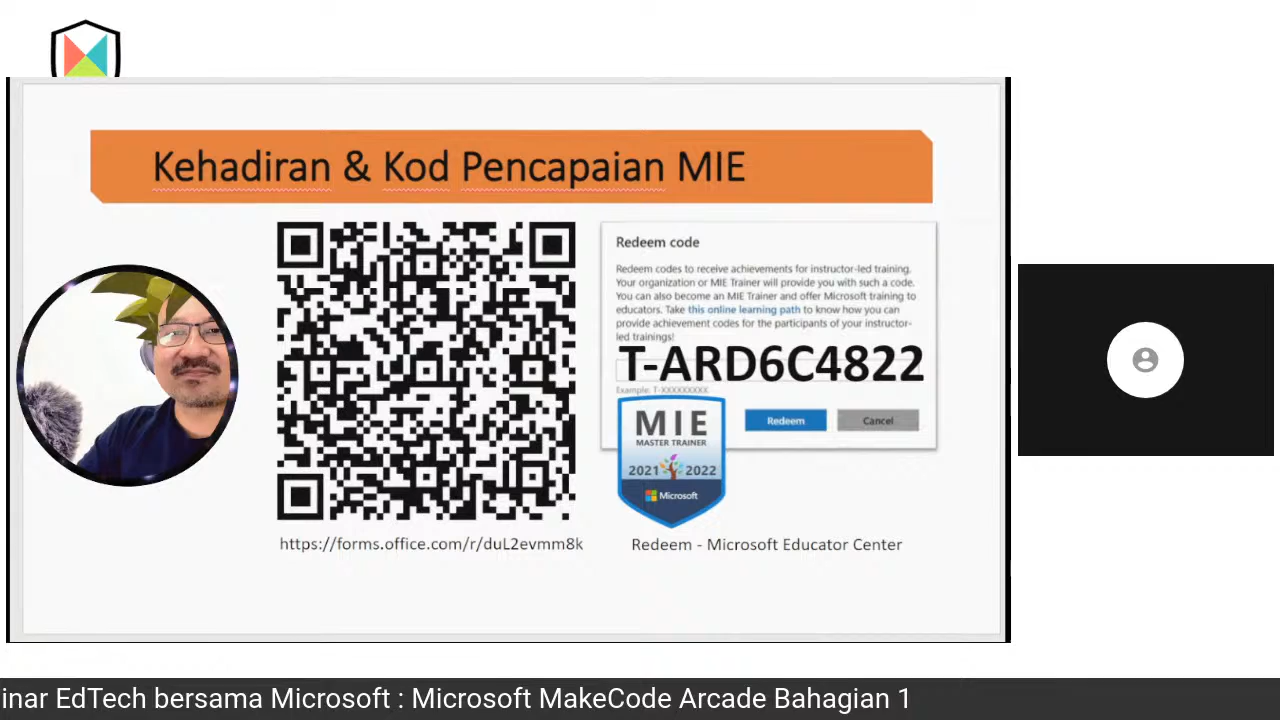 Kehadiran & Kod Pencapaian MIE
Redeem code
Redeem codes to receive achievements for instructor-led training.
Your organization or MIE Trainer will provide you with such a code.
You can also become an MIE Trainer and offer Microsoft training to
educators. Take this online learning path to know how you can
provide achievement codes for the participants of your instructor-
led trainings!
T-ARD6C4822
Example: T-XXXXXXXXX
Redeem
Cancel
MIE
MASTER TRAINER
2021 2022
Microsoft
https://forms.office.com/r/duL2evmm8k
Redeem - Microsoft Educator Center
inar EdTech bersama Microsoft : Microsoft MakeCode Arcade Bahagian 1